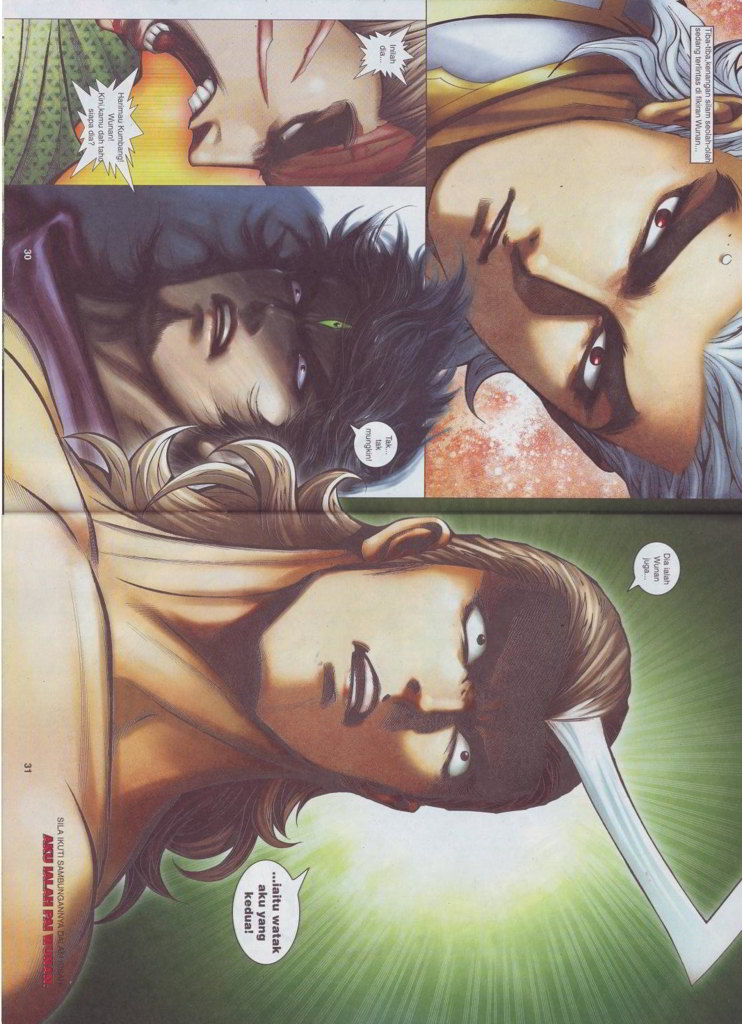 Tiba-tiba,kenangan silam seolah-olah
sedang terlintas di fikiran Wunan...
Inilah
dia...
Harimau Kumbang!
Wunan!
Kini,kamu dah tahu
siapa dia?
Tak...
tak
mungkin!
30
Dia ialah
Wunan
juga...
...iaitu watak
aku yang
kedua!
31
SILA IKUTI SAMBUNGANNYA DALAM KISAH
AKU IALAH PAI WUNAN.